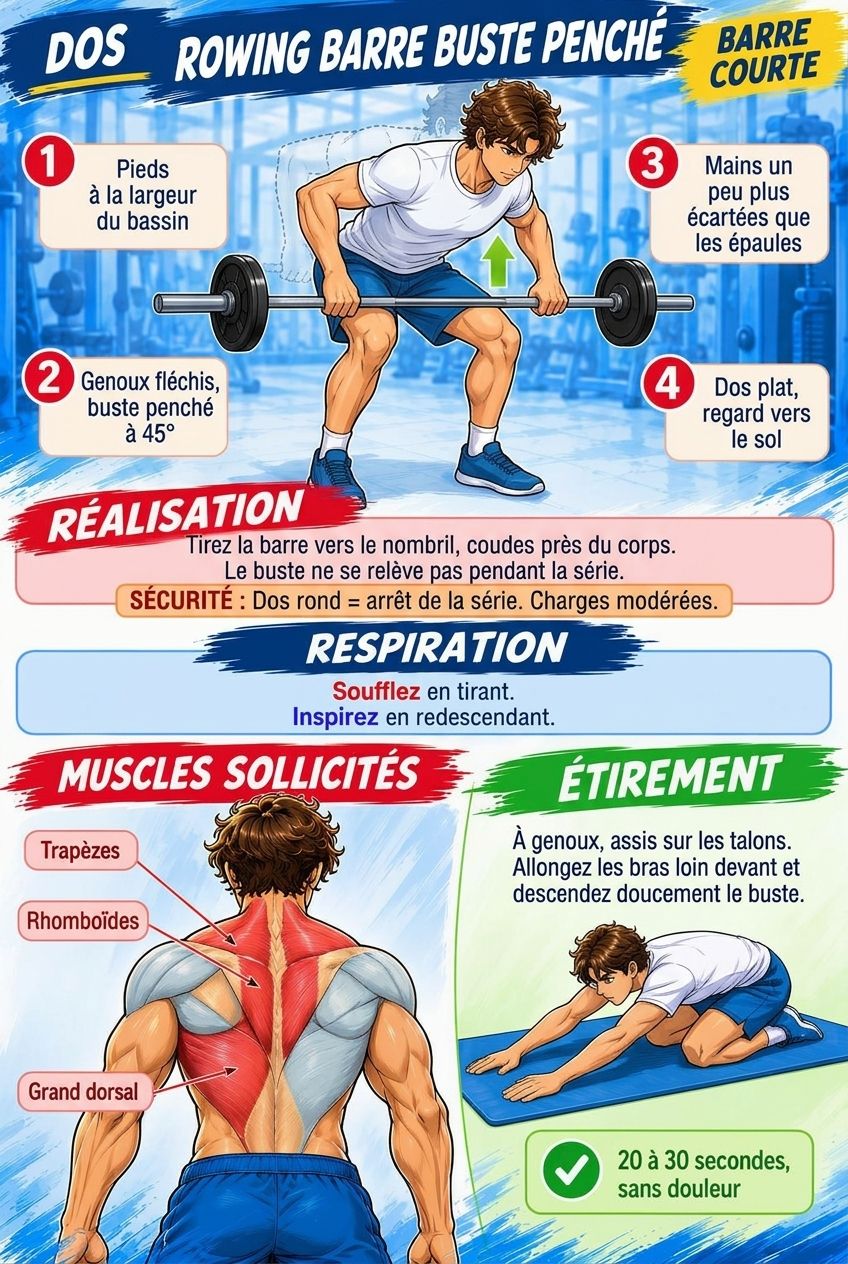 DOS
ROWING BARRE BUSTE PENCHÉ
BARRE
COURTE
1
Pieds
à la largeur
du bassin
2
Genoux fléchis,
buste penché
à 45°
3
Mains un
peu plus
écartées que
les épaules
4
Dos plat,
regard vers
le sol
RÉALISATION
Tirez la barre vers le nombril, coudes près du corps.
Le buste ne se relève pas pendant la série.
SÉCURITÉ : Dos rond = arrêt de la série. Charges modérées.
RESPIRATION
Soufflez en tirant.
Inspirez en redescendant.
MUSCLES SOLLICITÉS
Trapèzes
Rhomboïdes
Grand dorsal
ÉTIREMENT
À genoux, assis sur les talons.
Allongez les bras loin devant et
descendez doucement le buste.
20 à 30 secondes,
sans douleur